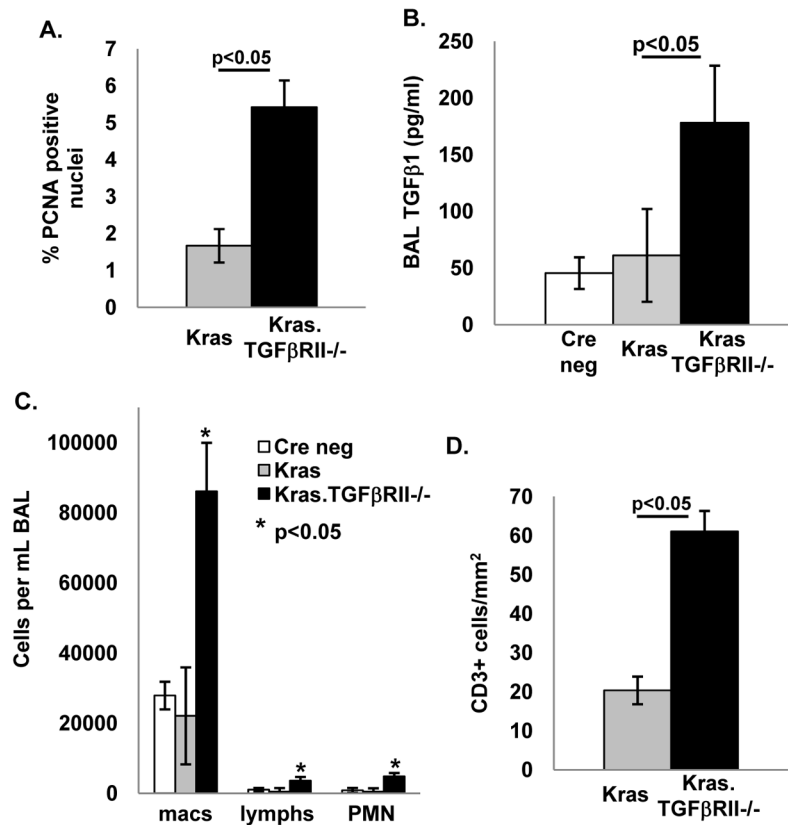 A.
p<0.05
% PCNA positive
nuclei
7
6
5
4
3
2
1
0
Kras
Kras.
TGFβRII-/-
B.
p<0.05
BAL TGFβ1 (pg/ml)
250
200
150
100
50
0
Cre
neg
Kras
Kras
TGFβRII-/-
C.
Cells per mL BAL
100000
80000
60000
40000
20000
0
*
Cre neg
Kras
Kras.TGFβRII-/-
* p<0.05
*
*
macs
lymphs
PMN
D.
p<0.05
CD3+ cells/mm²
70
60
50
40
30
20
10
0
Kras
Kras.
TGFβRII-/-